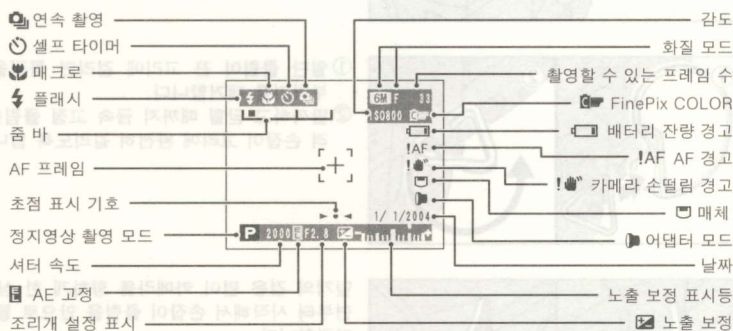 연속 촬영
셀프 타이머
매크로
플래시
줌 바
AF 프레임
초점 표시 기호
정지영상 촬영 모드
셔터 속도
AE 고정
조리개 설정 표시
6M F 33
ISO800
!AF
1/ 1/2004
P 2000 F2.8
감도
화질 모드
촬영할 수 있는 프레임 수
FinePix COLOR
배터리 잔량 경고
!AF AF 경고
카메라 손떨림 경고
매체
어댑터 모드
날짜
노출 보정 표시등
노출 보정